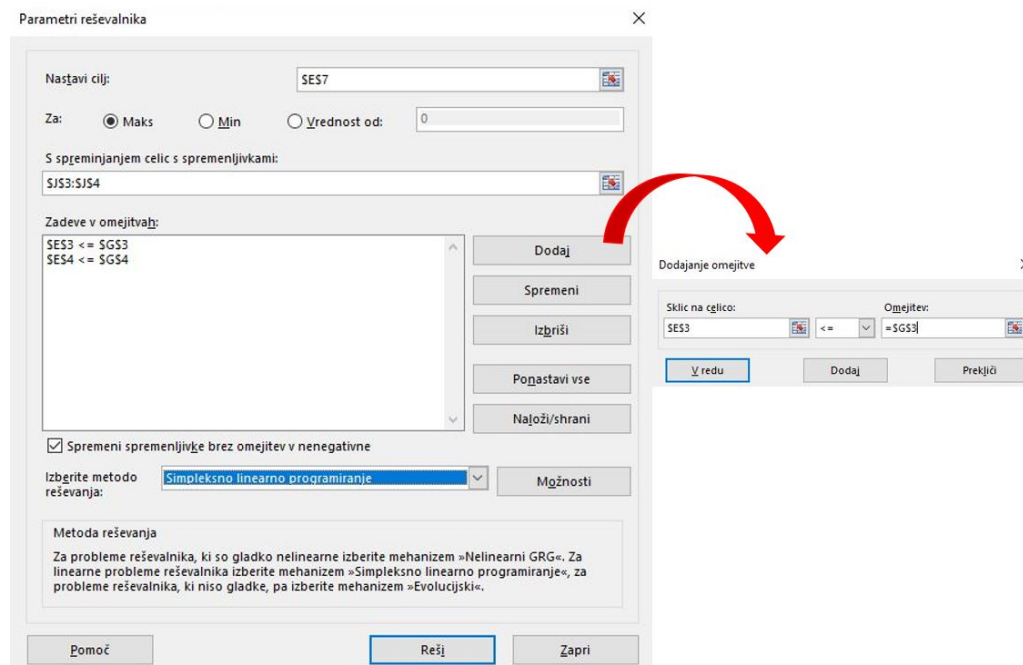 Parametri reševalnika
Nastavi cilj:
$E$7
Za:
Maks
Min
Vrednost od:
0
S spreminjanjem celic s spremenljivkami:
$J$3:$J$4
Zadeve v omejitvah:
$E$3 <= $G$3
$E$4 <= $G$4
Dodaj
Spremeni
Izbriši
Ponastavi vse
Naloži/shrani
Spremeni spremenljivke brez omejitev v nenegativne
Izberite metodo
reševanja:
Simpleksno linearno programiranje
Možnosti
Metoda reševanja
Za probleme reševalnika, ki so gladko nelinearne izberite mehanizem »Nelinearni GRG«. Za
linearne probleme reševalnika izberite mehanizem »Simpleksno linearno programiranje«, za
probleme reševalnika, ki niso gladke, pa izberite mehanizem »Evolucijski«.
Pomoč
Reši
Zapri
Dodajanje omejitve
Sklic na celico:
Omejitev:
$E$3
<=
=$G$3
V redu
Dodaj
Prekliči